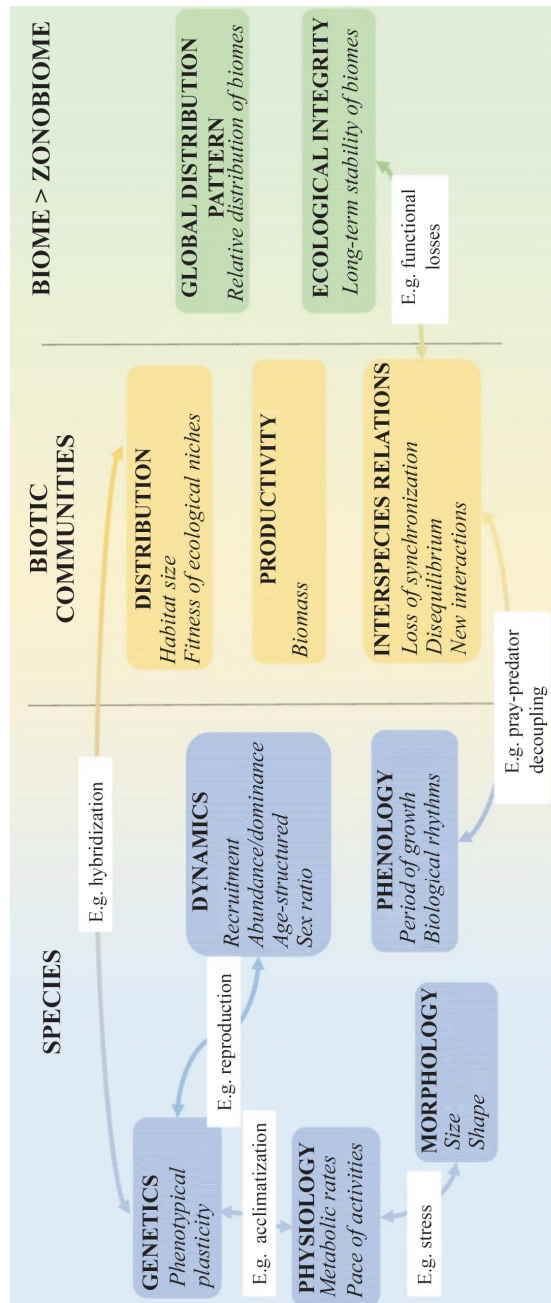 SPECIES
BIOTIC
COMMUNITIES
BIOME > ZONOBIOME
E.g. hybridization
GENETICS
Phenotypical
plasticity
E.g. reproduction
DYNAMICS
Recruitment
Abundance/dominance
Age-structured
Sex ratio
DISTRIBUTION
Habitat size
Fitness of ecological niches
GLOBAL DISTRIBUTION
PATTERN
Relative distribution of biomes
E.g. acclimatization
PRODUCTIVITY
Biomass
ECOLOGICAL INTEGRITY
Long-term stability of biomes
PHYSIOLOGY
Metabolic rates
Pace of activities
PHENOLOGY
Period of growth
Biological rhythms
INTERSPECIES RELATIONS
Loss of synchronization
Disequilibrium
New interactions
E.g. functional
losses
E.g. stress
MORPHOLOGY
Size
Shape
E.g. pray-predator
decoupling